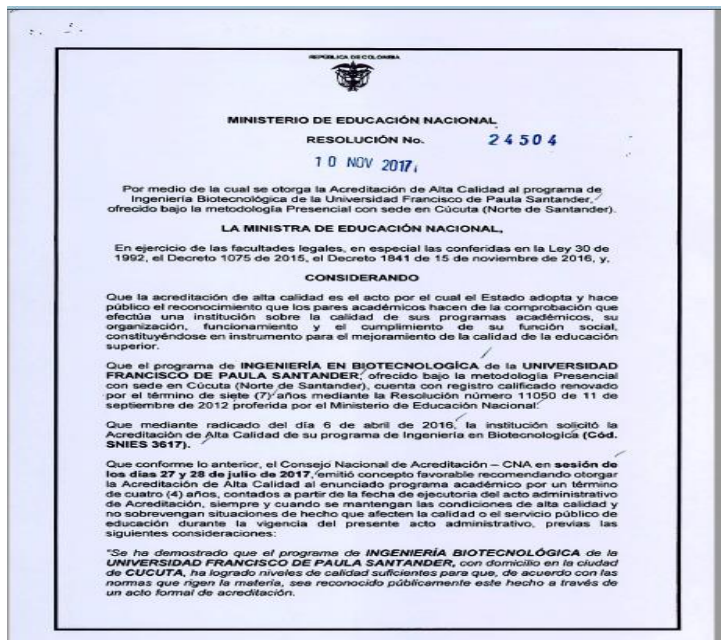 REPÚBLICA DE COLOMBIA
MINISTERIO DE EDUCACIÓN NACIONAL
RESOLUCIÓN No. 24504
10 NOV 2017
Por medio de la cual se otorga la Acreditación de Alta Calidad al programa de
Ingeniería Biotecnológica de la Universidad Francisco de Paula Santander,
ofrecido bajo la metodología Presencial con sede en Cúcuta (Norte de Santander).
LA MINISTRA DE EDUCACIÓN NACIONAL,
En ejercicio de las facultades legales, en especial las conferidas en la Ley 30 de
1992, el Decreto 1075 de 2015, el Decreto 1841 de 15 de noviembre de 2016, y.
CONSIDERANDO
Que la acreditación de alta calidad es el acto por el cual el Estado adopta y hace
público el reconocimiento que los pares académicos hacen de la comprobación que
efectúa una institución sobre la calidad de sus programas académicos, su
organización, funcionamiento y el cumplimiento de su función social,
constituyéndose en instrumento para el mejoramiento de la calidad de la educación
superior.
Que el programa de INGENIERÍA EN BIOTECNOLOGÍCA de la UNIVERSIDAD
FRANCISCO DE PAULA SANTANDER, ofrecido bajo la metodología Presencial
con sede en Cúcuta (Norte de Santander), cuenta con registro calificado renovado
por el término de siete (7) años mediante la Resolución número 11050 de 11 de
septiembre de 2012 proferida por el Ministerio de Educación Nacional.
Que mediante radicado del día 6 de abril de 2016, la institución solicitó la
Acreditación de Alta Calidad de su programa de Ingeniería en Biotecnologica (Cód.
SNIES 3617).
Que conforme lo anterior, el Consejo Nacional de Acreditación – CNA en sesión de
los días 27 y 28 de julio de 2017, emitió concepto favorable recomendando otorgar
la Acreditación de Alta Calidad al enunciado programa académico por un término
de cuatro (4) años, contados a partir de la fecha de ejecutoria del acto administrativo
de Acreditación, siempre y cuando se mantengan las condiciones de alta calidad y
no sobrevengan situaciones de hecho que afecten la calidad o el servicio público de
educación durante la vigencia del presente acto administrativo, previas las
siguientes consideraciones:
"Se ha demostrado que el programa de INGENIERÍA BIOTECNOLÓGICA de la
UNIVERSIDAD FRANCISCO DE PAULA SANTANDER, con domicilio en la ciudad
de CUCUTA, ha logrado niveles de calidad suficientes para que, de acuerdo con las
normas que rigen la materia, sea reconocido públicamente este hecho a través de
un acto formal de acreditación.